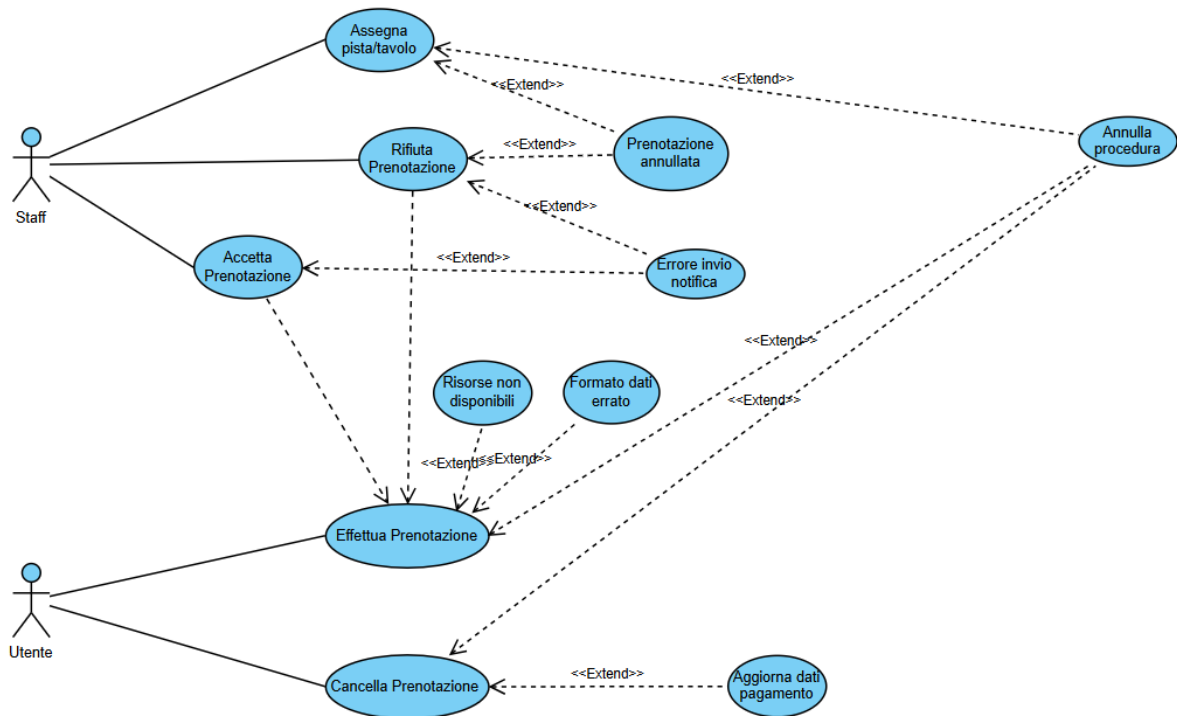 Assegna
pista/tavolo
<<Extend>>
<<Extend>>
Annulla
procedura
Rifiuta
Prenotazione
<<Extend>>
Prenotazione
annullata
Staff
<<Extend>>
Accetta
Prenotazione
<<Extend>>
Errore invio
notifica
<<Extend>>
Risorse non
disponibili
Formato dati
errato
<<Extend>>
<<Extend>>
<<Extend>>
Effettua Prenotazione
Utente
Cancella Prenotazione
<<Extend>>
Aggiorna dati
pagamento